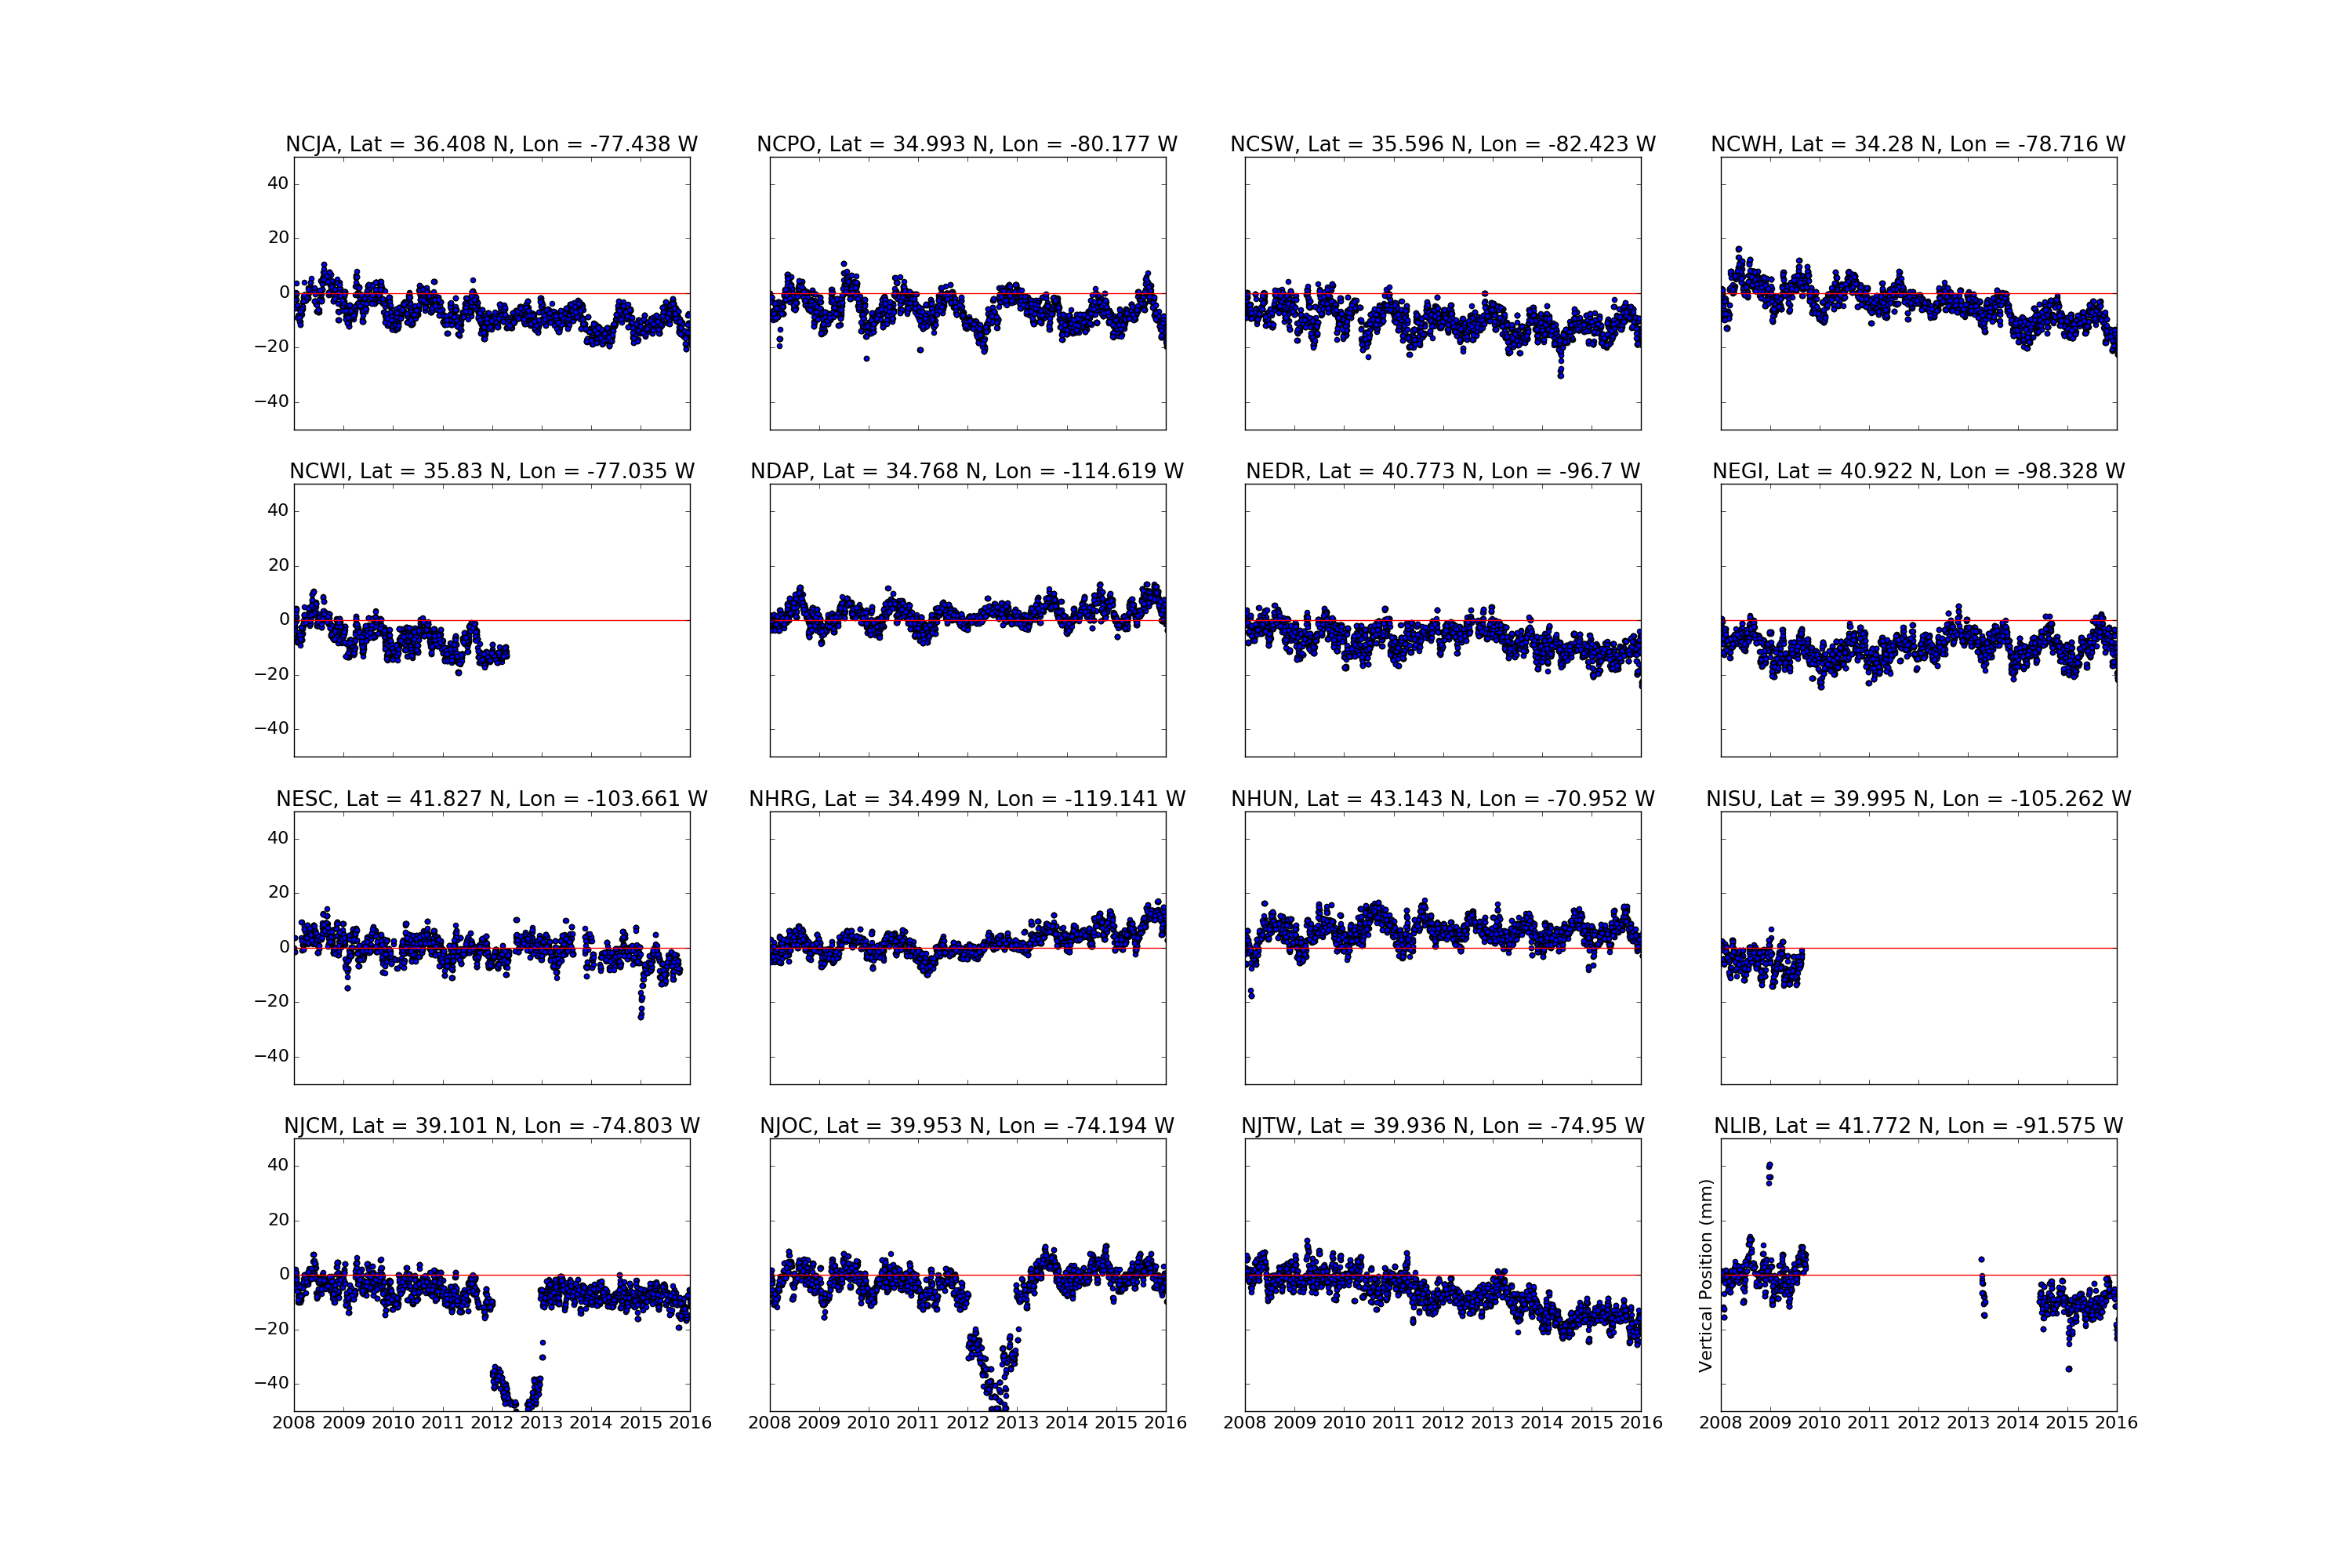 NCJA, Lat = 36.408 N, Lon = -77.438 W
NCPO, Lat = 34.993 N, Lon = -80.177 W
NCSW, Lat = 35.596 N, Lon = -82.423 W
NCWH, Lat = 34.28 N, Lon = -78.716 W
40
20
0
−20
−40
NCWI, Lat = 35.83 N, Lon = -77.035 W
NDAP, Lat = 34.768 N, Lon = -114.619 W
NEDR, Lat = 40.773 N, Lon = -96.7 W
NEGI, Lat = 40.922 N, Lon = -98.328 W
40
20
0
−20
−40
NESC, Lat = 41.827 N, Lon = -103.661 W
NHRG, Lat = 34.499 N, Lon = -119.141 W
NHUN, Lat = 43.143 N, Lon = -70.952 W
NISU, Lat = 39.995 N, Lon = -105.262 W
40
20
0
−20
−40
NJCM, Lat = 39.101 N, Lon = -74.803 W
NJOC, Lat = 39.953 N, Lon = -74.194 W
NJTW, Lat = 39.936 N, Lon = -74.95 W
NLIB, Lat = 41.772 N, Lon = -91.575 W
40
20
0
−20
−40
Vertical Position (mm)
2008 2009 2010 2011 2012 2013 2014 2015 2016
2008 2009 2010 2011 2012 2013 2014 2015 2016
2008 2009 2010 2011 2012 2013 2014 2015 2016
2008 2009 2010 2011 2012 2013 2014 2015 2016